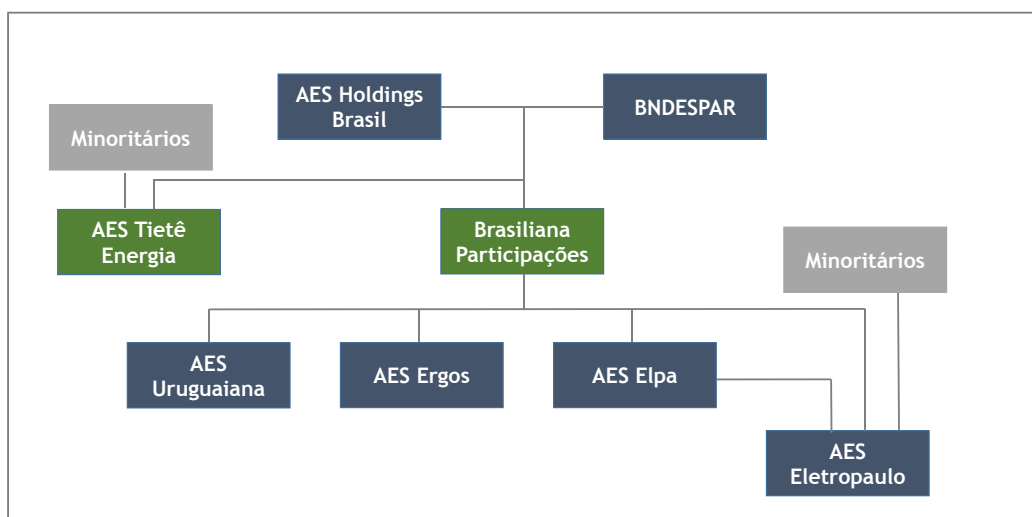 AES Holdings
Brasil
BNDESPAR
Minoritários
AES Tietê
Energia
Brasiliana
Participações
Minoritários
AES
Uruguaiana
AES Ergos
AES Elpa
AES
Eletropaulo